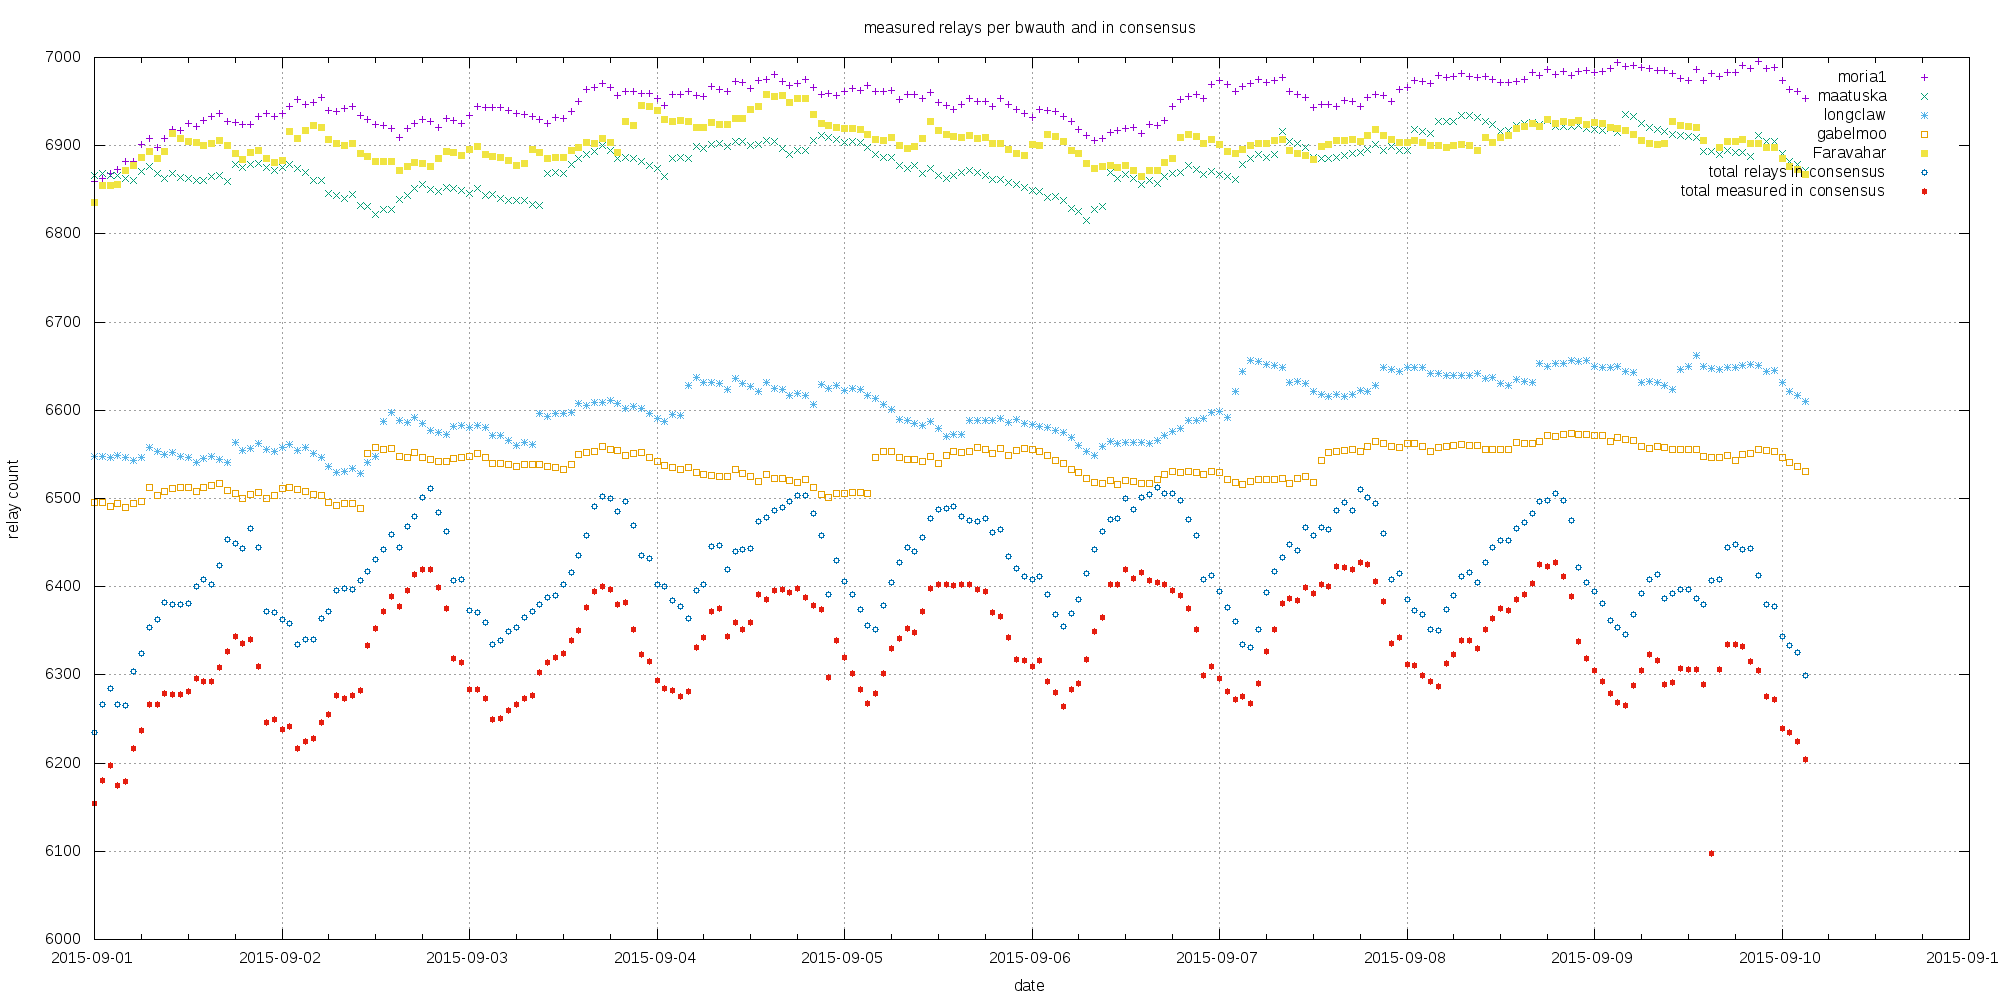 measured relays per bwauth and in consensus
7000
6900
6800
6700
6600
6500
6400
6300
6200
6100
6000
relay count
moria1
maatuska
longclaw
gabelmoo
Faravahar
total relays in consensus
total measured in consensus
2015-09-01 2015-09-02 2015-09-03 2015-09-04 2015-09-05 2015-09-06 2015-09-07 2015-09-08 2015-09-09 2015-09-10 2015-09-1
date